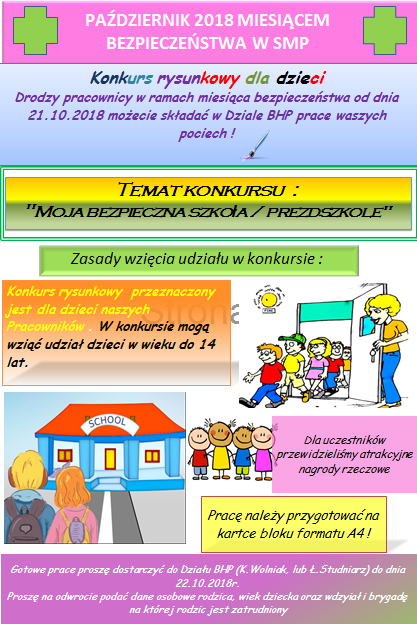 PAŹDZIERNIK 2018 MIESIĄCEM
BEZPIECZEŃSTWA W SMP
Konkurs rysunkowy dla dzieci
Drodzy pracownicy w ramach miesiąca bezpieczeństwa od dnia
21.10.2018 możecie składać w Dziale BHP prace waszych
pociech !
TEMAT KONKURSU :
"MOJA BEZPIECZNA SZKOŁA / PREZDSZKOLE"
Zasady wzięcia udziału w konkursie :
Konkurs rysunkowy przeznaczony
jest dla dzieci naszych
Pracowników . W konkursie mogą
wziąć udział dzieci w wieku do 14
lat.
SCHOOL
Dla uczestników
przewidzieliśmy atrakcyjne
nagrody rzeczowe
Pracę należy przygotować na
kartce bloku formatu A4 !
Gotowe prace proszę dostarczyć do Działu BHP (K.Wolniak, lub Ł.Studniarz) do dnia
22.10.2018r.
Proszę na odwrocie podać dane osobowe rodzica, wiek dziecka oraz wdzyiał i brygadę
na której rodzic jest zatrudniony